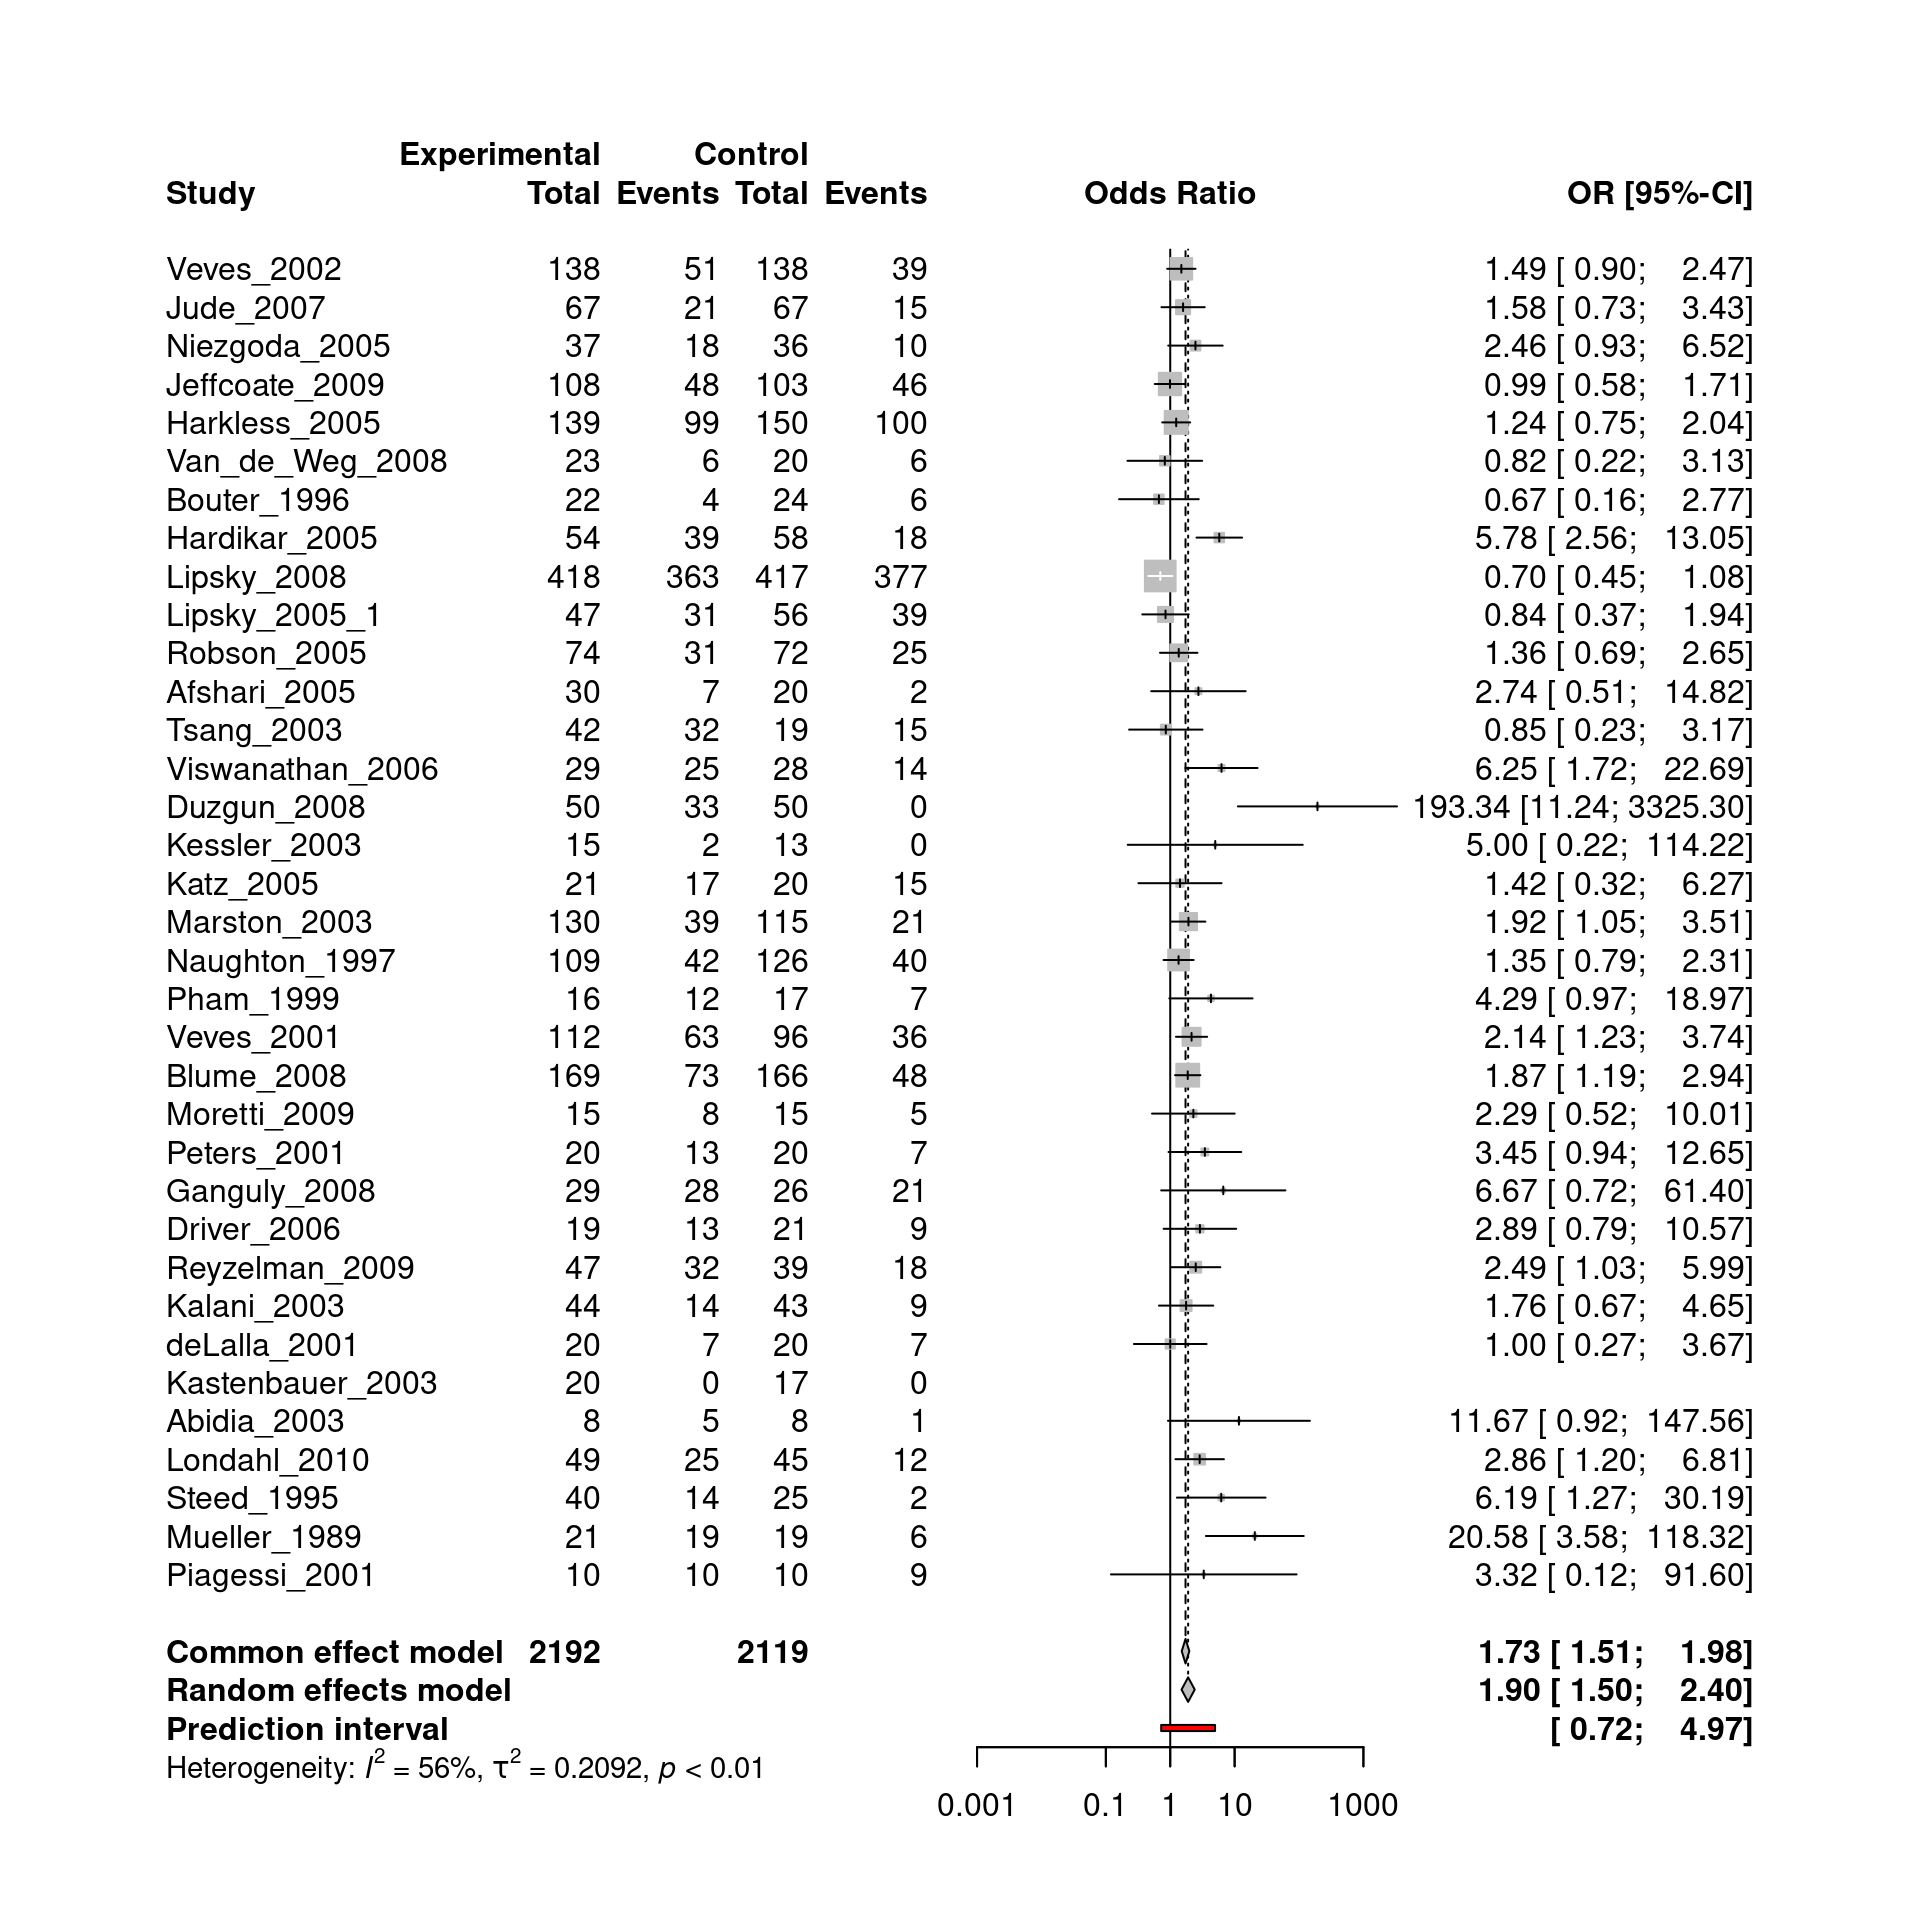 Experimental Control
Study Total Events Total Events Odds Ratio OR [95%-CI]
Veves_2002 138 51 138 39 1.49 [ 0.90; 2.47]
Jude_2007 67 21 67 15 1.58 [ 0.73; 3.43]
Niezgoda_2005 37 18 36 10 2.46 [ 0.93; 6.52]
Jeffcoate_2009 108 48 103 46 0.99 [ 0.58; 1.71]
Harkless_2005 139 99 150 100 1.24 [ 0.75; 2.04]
Van_de_Weg_2008 23 6 20 6 0.82 [ 0.22; 3.13]
Bouter_1996 22 4 24 6 0.67 [ 0.16; 2.77]
Hardikar_2005 54 39 58 18 5.78 [ 2.56; 13.05]
Lipsky_2008 418 363 417 377 0.70 [ 0.45; 1.08]
Lipsky_2005_1 47 31 56 39 0.84 [ 0.37; 1.94]
Robson_2005 74 31 72 25 1.36 [ 0.69; 2.65]
Afshari_2005 30 7 20 2 2.74 [ 0.51; 14.82]
Tsang_2003 42 32 19 15 0.85 [ 0.23; 3.17]
Viswanathan_2006 29 25 28 14 6.25 [ 1.72; 22.69]
Duzgun_2008 50 33 50 0 193.34 [11.24; 3325.30]
Kessler_2003 15 2 13 0 5.00 [ 0.22; 114.22]
Katz_2005 21 17 20 15 1.42 [ 0.32; 6.27]
Marston_2003 130 39 115 21 1.92 [ 1.05; 3.51]
Naughton_1997 109 42 126 40 1.35 [ 0.79; 2.31]
Pham_1999 16 12 17 7 4.29 [ 0.97; 18.97]
Veves_2001 112 63 96 36 2.14 [ 1.23; 3.74]
Blume_2008 169 73 166 48 1.87 [ 1.19; 2.94]
Moretti_2009 15 8 15 5 2.29 [ 0.52; 10.01]
Peters_2001 20 13 20 7 3.45 [ 0.94; 12.65]
Ganguly_2008 29 28 26 21 6.67 [ 0.72; 61.40]
Driver_2006 19 13 21 9 2.89 [ 0.79; 10.57]
Reyzelman_2009 47 32 39 18 2.49 [ 1.03; 5.99]
Kalani_2003 44 14 43 9 1.76 [ 0.67; 4.65]
deLalla_2001 20 7 20 7 1.00 [ 0.27; 3.67]
Kastenbauer_2003 20 0 17 0
Abidia_2003 8 5 8 1 11.67 [ 0.92; 147.56]
Londahl_2010 49 25 45 12 2.86 [ 1.20; 6.81]
Steed_1995 40 14 25 2 6.19 [ 1.27; 30.19]
Mueller_1989 21 19 19 6 20.58 [ 3.58; 118.32]
Piagessi_2001 10 10 10 9 3.32 [ 0.12; 91.60]
Common effect model 2192 2119 1.73 [ 1.51; 1.98]
Random effects model 1.90 [ 1.50; 2.40]
Prediction interval [ 0.72; 4.97]
Heterogeneity: I² = 56%, τ² = 0.2092, p < 0.01
0.001 0.1 1 10 1000